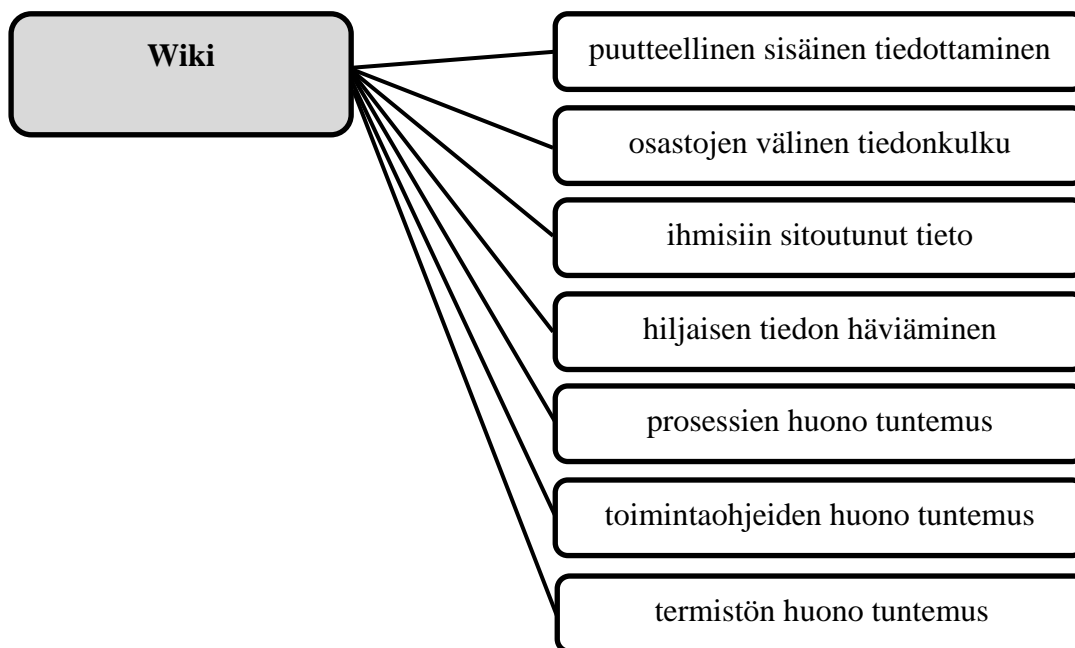 Wiki
puutteellinen sisäinen tiedottaminen
osastojen välinen tiedonkulku
ihmisiin sitoutunut tieto
hiljaisen tiedon häviäminen
prosessien huono tuntemus
toimintaohjeiden huono tuntemus
termistön huono tuntemus